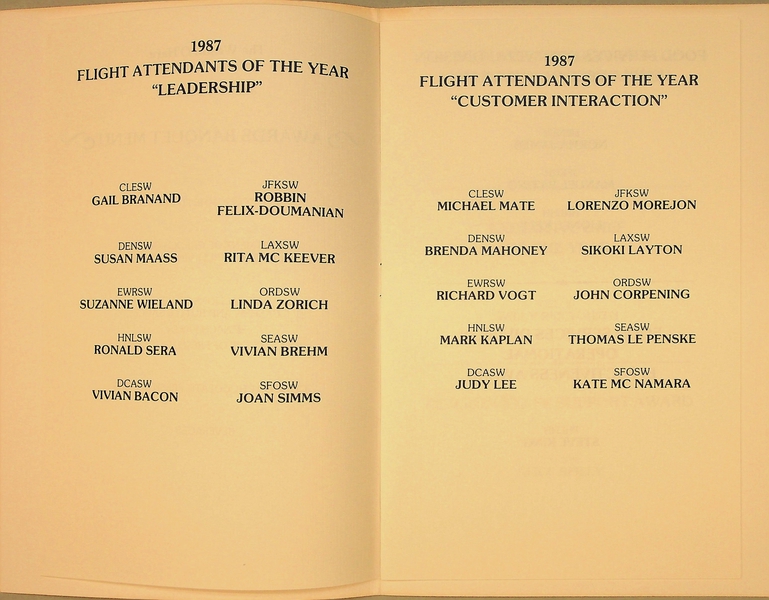 1987
FLIGHT ATTENDANTS OF THE YEAR
“LEADERSHIP”
CLESW
GAIL BRANAND
JFKSW
ROBBIN
FELIX-DOUMANIAN
DENSW
SUSAN MAASS
LAXSW
RITA MC KEEVER
EWRSW
SUZANNE WIELAND
ORDSW
LINDA ZORICH
HNLSW
RONALD SERA
SEASW
VIVIAN BREHM
DCASW
VIVIAN BACON
SFOSW
JOAN SIMMS
1987
FLIGHT ATTENDANTS OF THE YEAR
“CUSTOMER INTERACTION”
CLESW
MICHAEL MATE
JFKSW
LORENZO MOREJON
DENSW
BRENDA MAHONEY
LAXSW
SIKOKI LAYTON
EWRSW
RICHARD VOGT
ORDSW
JOHN CORPENING
HNLSW
MARK KAPLAN
SEASW
THOMAS LE PENSKE
DCASW
JUDY LEE
SFOSW
KATE MC NAMARA